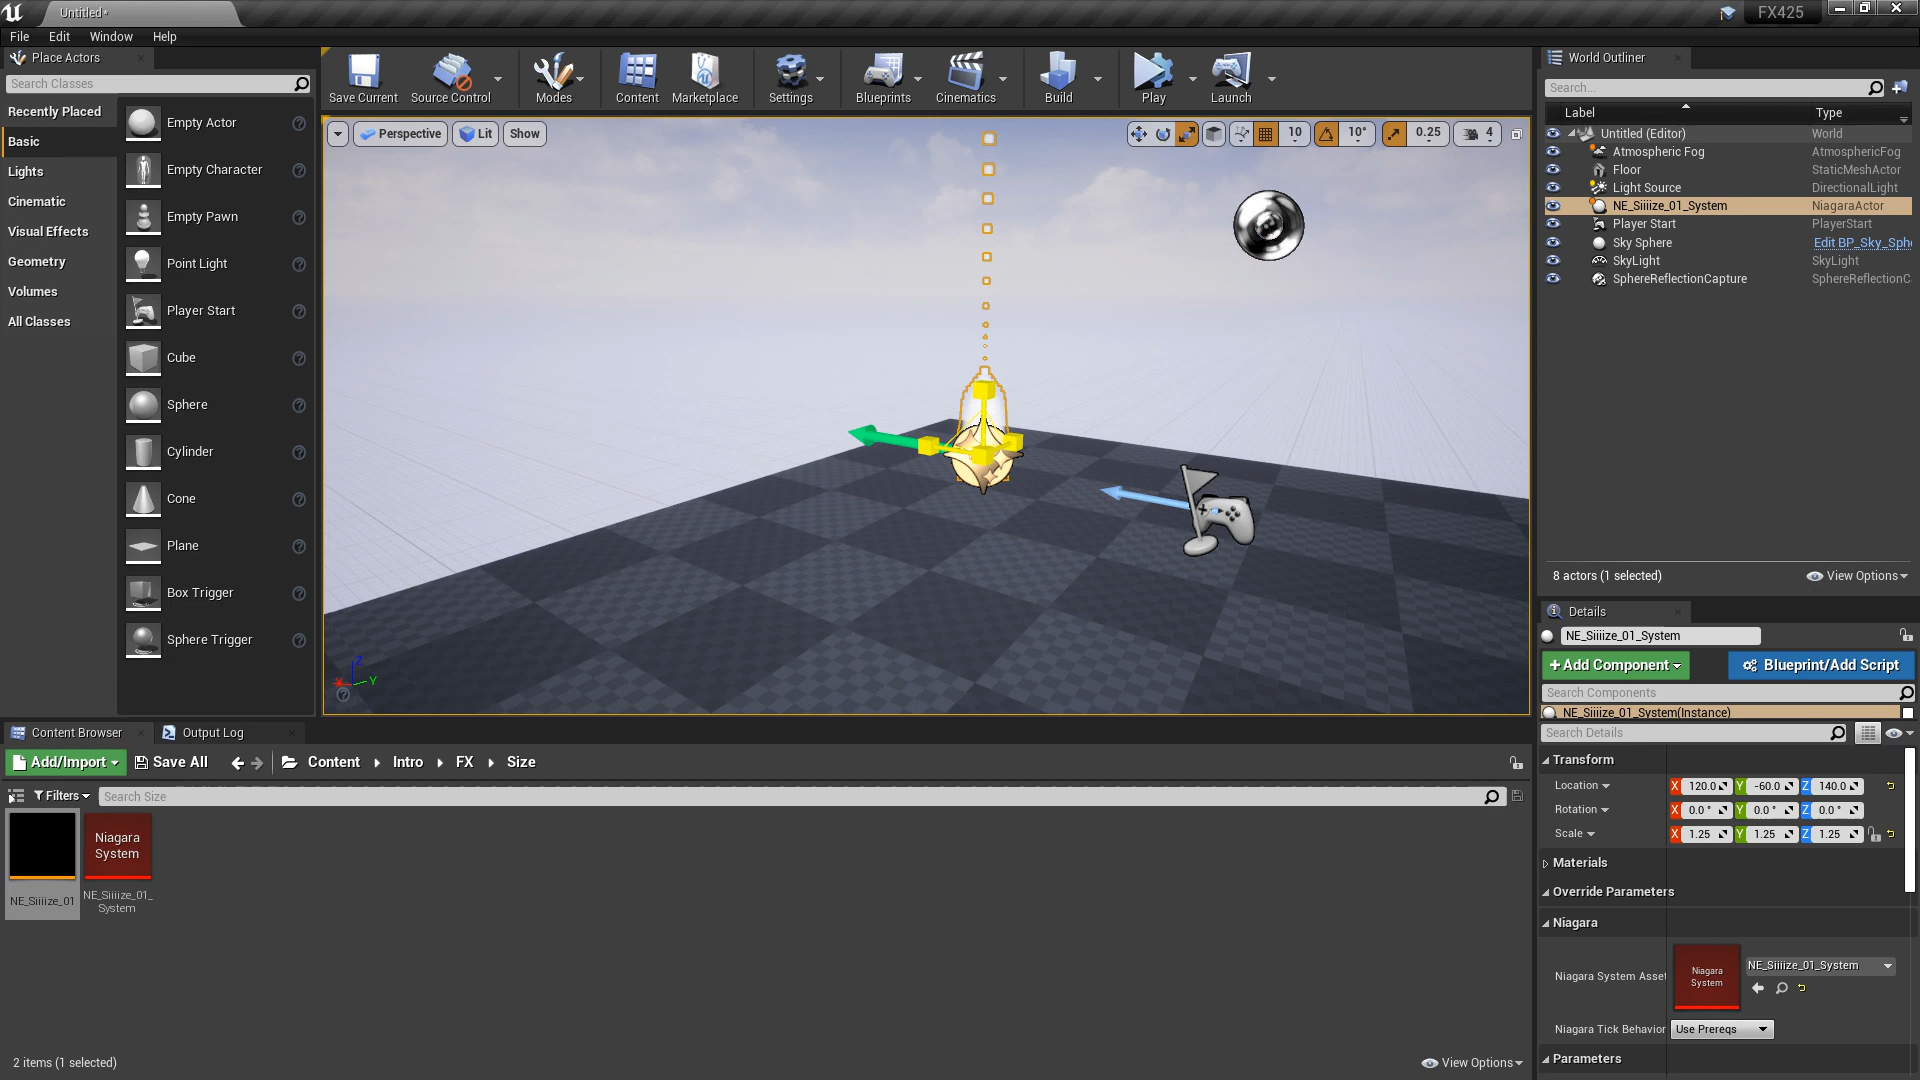 Untitled*
FX425
File Edit Window Help
Place Actors
Search Classes
Recently Placed
Basic
Lights
Cinematic
Visual Effects
Geometry
Volumes
All Classes
Empty Actor
Empty Character
Empty Pawn
Point Light
Player Start
Cube
Sphere
Cylinder
Cone
Plane
Box Trigger
Sphere Trigger
Save Current Source Control Modes Content Marketplace Settings Blueprints Cinematics Build Play Launch
Perspective Lit Show 10 10° 0.25 4
Z
X
Y
World Outliner
Search...
Label Type
Untitled (Editor) World
Atmospheric Fog AtmosphericFog
Floor StaticMeshActor
Light Source DirectionalLight
NE_Siiiize_01_System NiagaraActor
Player Start PlayerStart
Sky Sphere Edit BP_Sky_Sphe
SkyLight SkyLight
SphereReflectionCapture SphereReflectionC
8 actors (1 selected) View Options
Details
NE_Siiiize_01_System
+Add Component Blueprint/Add Script
Search Components
NE_Siiiize_01_System(Instance)
Search Details
Transform
Location X 120.0 Y -60.0 Z 140.0
Rotation X 0.0° Y 0.0° Z 0.0°
Scale X 1.25 Y 1.25 Z 1.25
Materials
Override Parameters
Niagara
Niagara System Asset
Niagara
System
NE_Siiiize_01_System
Niagara Tick Behavior Use Prereqs
Parameters
Content Browser Output Log
Add/Import Save All Content Intro FX Size
Filters Search Size
Niagara
System
NE_Siiiize_01
NE_Siiiize_01_
System
2 items (1 selected) View Options